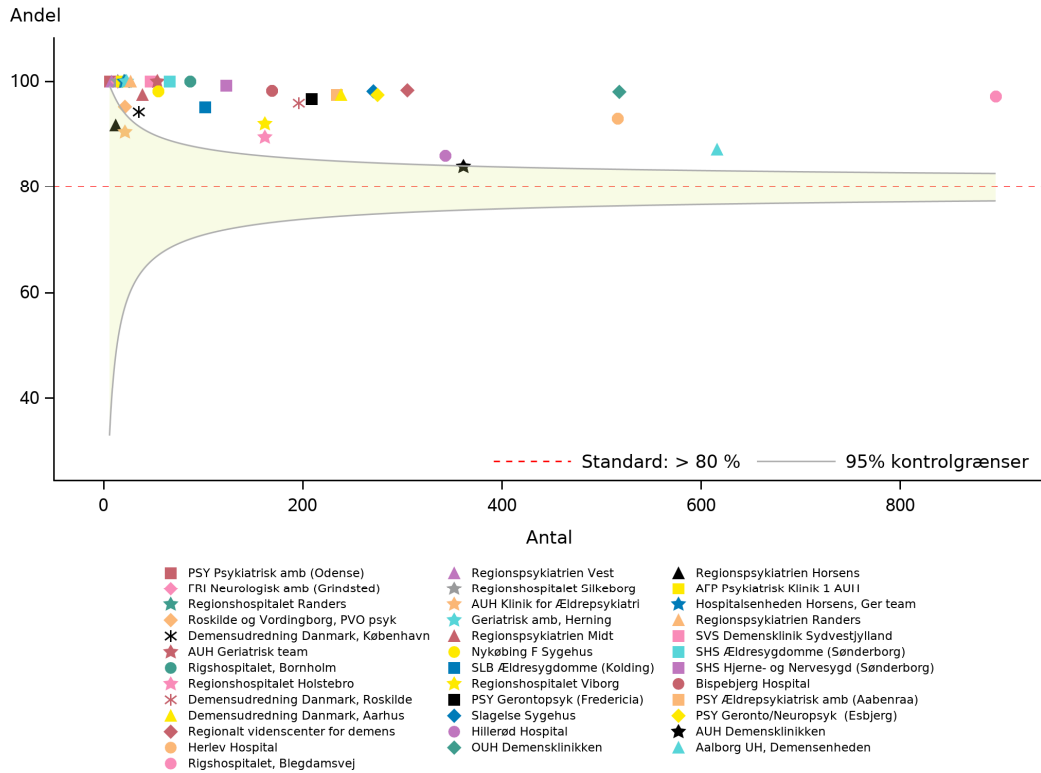 Andel
100
80
60
40
Standard: > 80 % 95% kontrolgrænser
0 200 400 600 800
Antal
PSY Psykiatrisk amb (Odense) Regionspsykiatrien Vest Regionspsykiatrien Horsens
FRI Neurologisk amb (Grindsted) Regionshospitalet Silkeborg AFP Psykiatrisk Klinik 1 AUH
Regionshospitalet Randers AUH Klinik for Ældrepsykiatri Hospitalsenheden Horsens, Ger team
Roskilde og Vordingborg, PVO psyk Geriatrisk amb, Herning Regionspsykiatrien Randers
Demensudredning Danmark, København Regionspsykiatrien Midt SVS Demensklinik Sydvestjylland
AUH Geriatrisk team Nykøbing F Sygehus SHS Ældresygdomme (Sønderborg)
Rigshospitalet, Bornholm SLB Ældresygdomme (Kolding) SHS Hjerne- og Nervesygd (Sønderborg)
Regionshospitalet Holstebro Regionshospitalet Viborg Bispebjerg Hospital
Demensudredning Danmark, Roskilde PSY Gerontopsyk (Fredericia) PSY Ældrepsykiatrisk amb (Aabenraa)
Demensudredning Danmark, Aarhus Slagelse Sygehus PSY Geronto/Neuropsyk (Esbjerg)
Regionalt videnscenter for demens Hillerød Hospital AUH Demensklinikken
Herlev Hospital OUH Demensklinikken Aalborg UH, Demensenheden
Rigshospitalet, Blegdamsvej